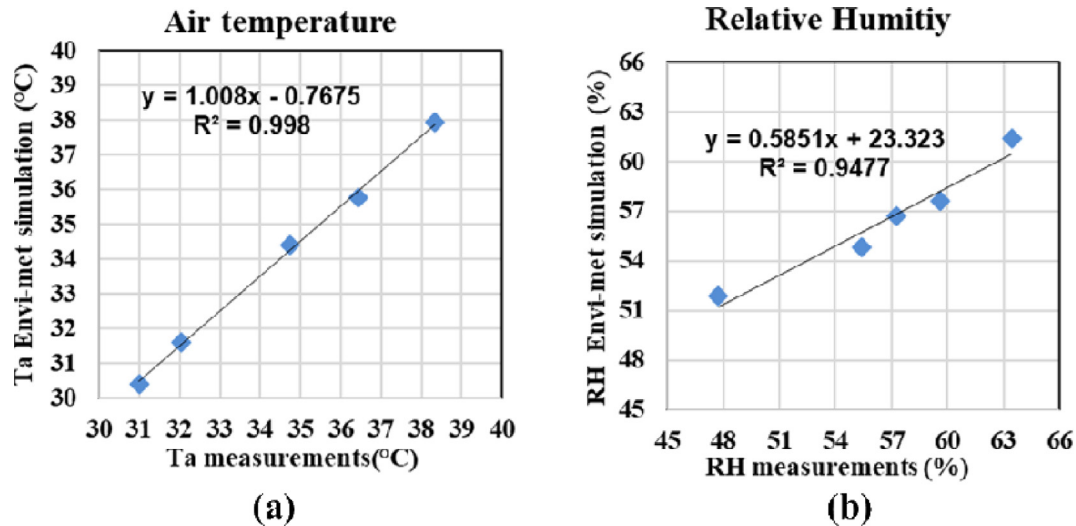 Air temperature
Ta Envi-met simulation (°C)
40
39
38
37
36
35
34
33
32
31
30
y = 1.008x - 0.7675
R² = 0.998
30 31 32 33 34 35 36 37 38 39 40
Ta measurements(°C)
(a)
Relative Humitiy
RH Envi-met simulation (%)
66
63
60
57
54
51
48
45
y = 0.5851x + 23.323
R² = 0.9477
45 48 51 54 57 60 63 66
RH measurements (%)
(b)